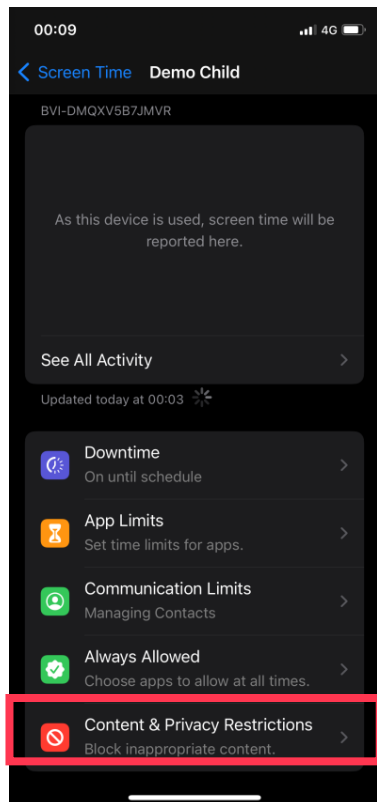 00:09 4G
Screen Time Demo Child
BVI-DMQXV5B7JMVR
As this device is used, screen time will be
reported here.
See All Activity
Updated today at 00:03
Downtime
On until schedule
App Limits
Set time limits for apps.
Communication Limits
Managing Contacts
Always Allowed
Choose apps to allow at all times.
Content & Privacy Restrictions
Block inappropriate content.